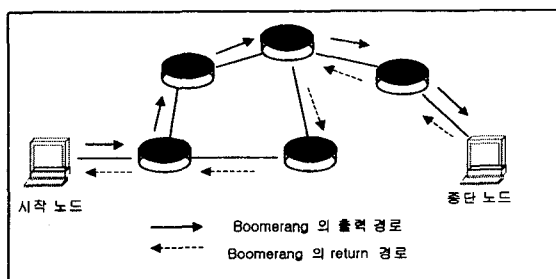 시작 노드
종단 노드
Boomerang 의 출력 경로
Boomerang 의 return 경로